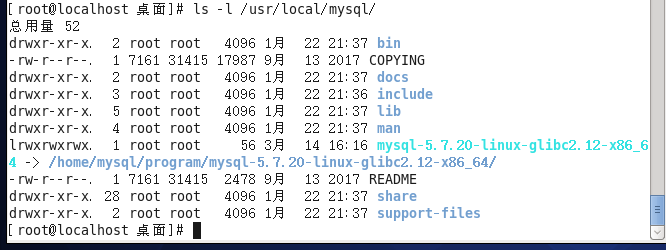 [root@localhost 桌面]# ls -l /usr/local/mysql/
总用量 52
drwxr-xr-x.  2 root root   4096 1月   22 21:37 bin
-rw-r--r--.  1 7161 31415 17987 9月   13 2017 COPYING
drwxr-xr-x.  2 root root   4096 1月   22 21:37 docs
drwxr-xr-x.  3 root root   4096 1月   22 21:36 include
drwxr-xr-x.  5 root root   4096 1月   22 21:37 lib
drwxr-xr-x.  4 root root   4096 1月   22 21:37 man
lrwxrwxrwx.  1 root root     56 3月   14 16:16 mysql-5.7.20-linux-glibc2.12-x86_6
4 -> /home/mysql/program/mysql-5.7.20-linux-glibc2.12-x86_64/
-rw-r--r--.  1 7161 31415  2478 9月   13 2017 README
drwxr-xr-x. 28 root root   4096 1月   22 21:37 share
drwxr-xr-x.  2 root root   4096 1月   22 21:37 support-files
[root@localhost 桌面]#